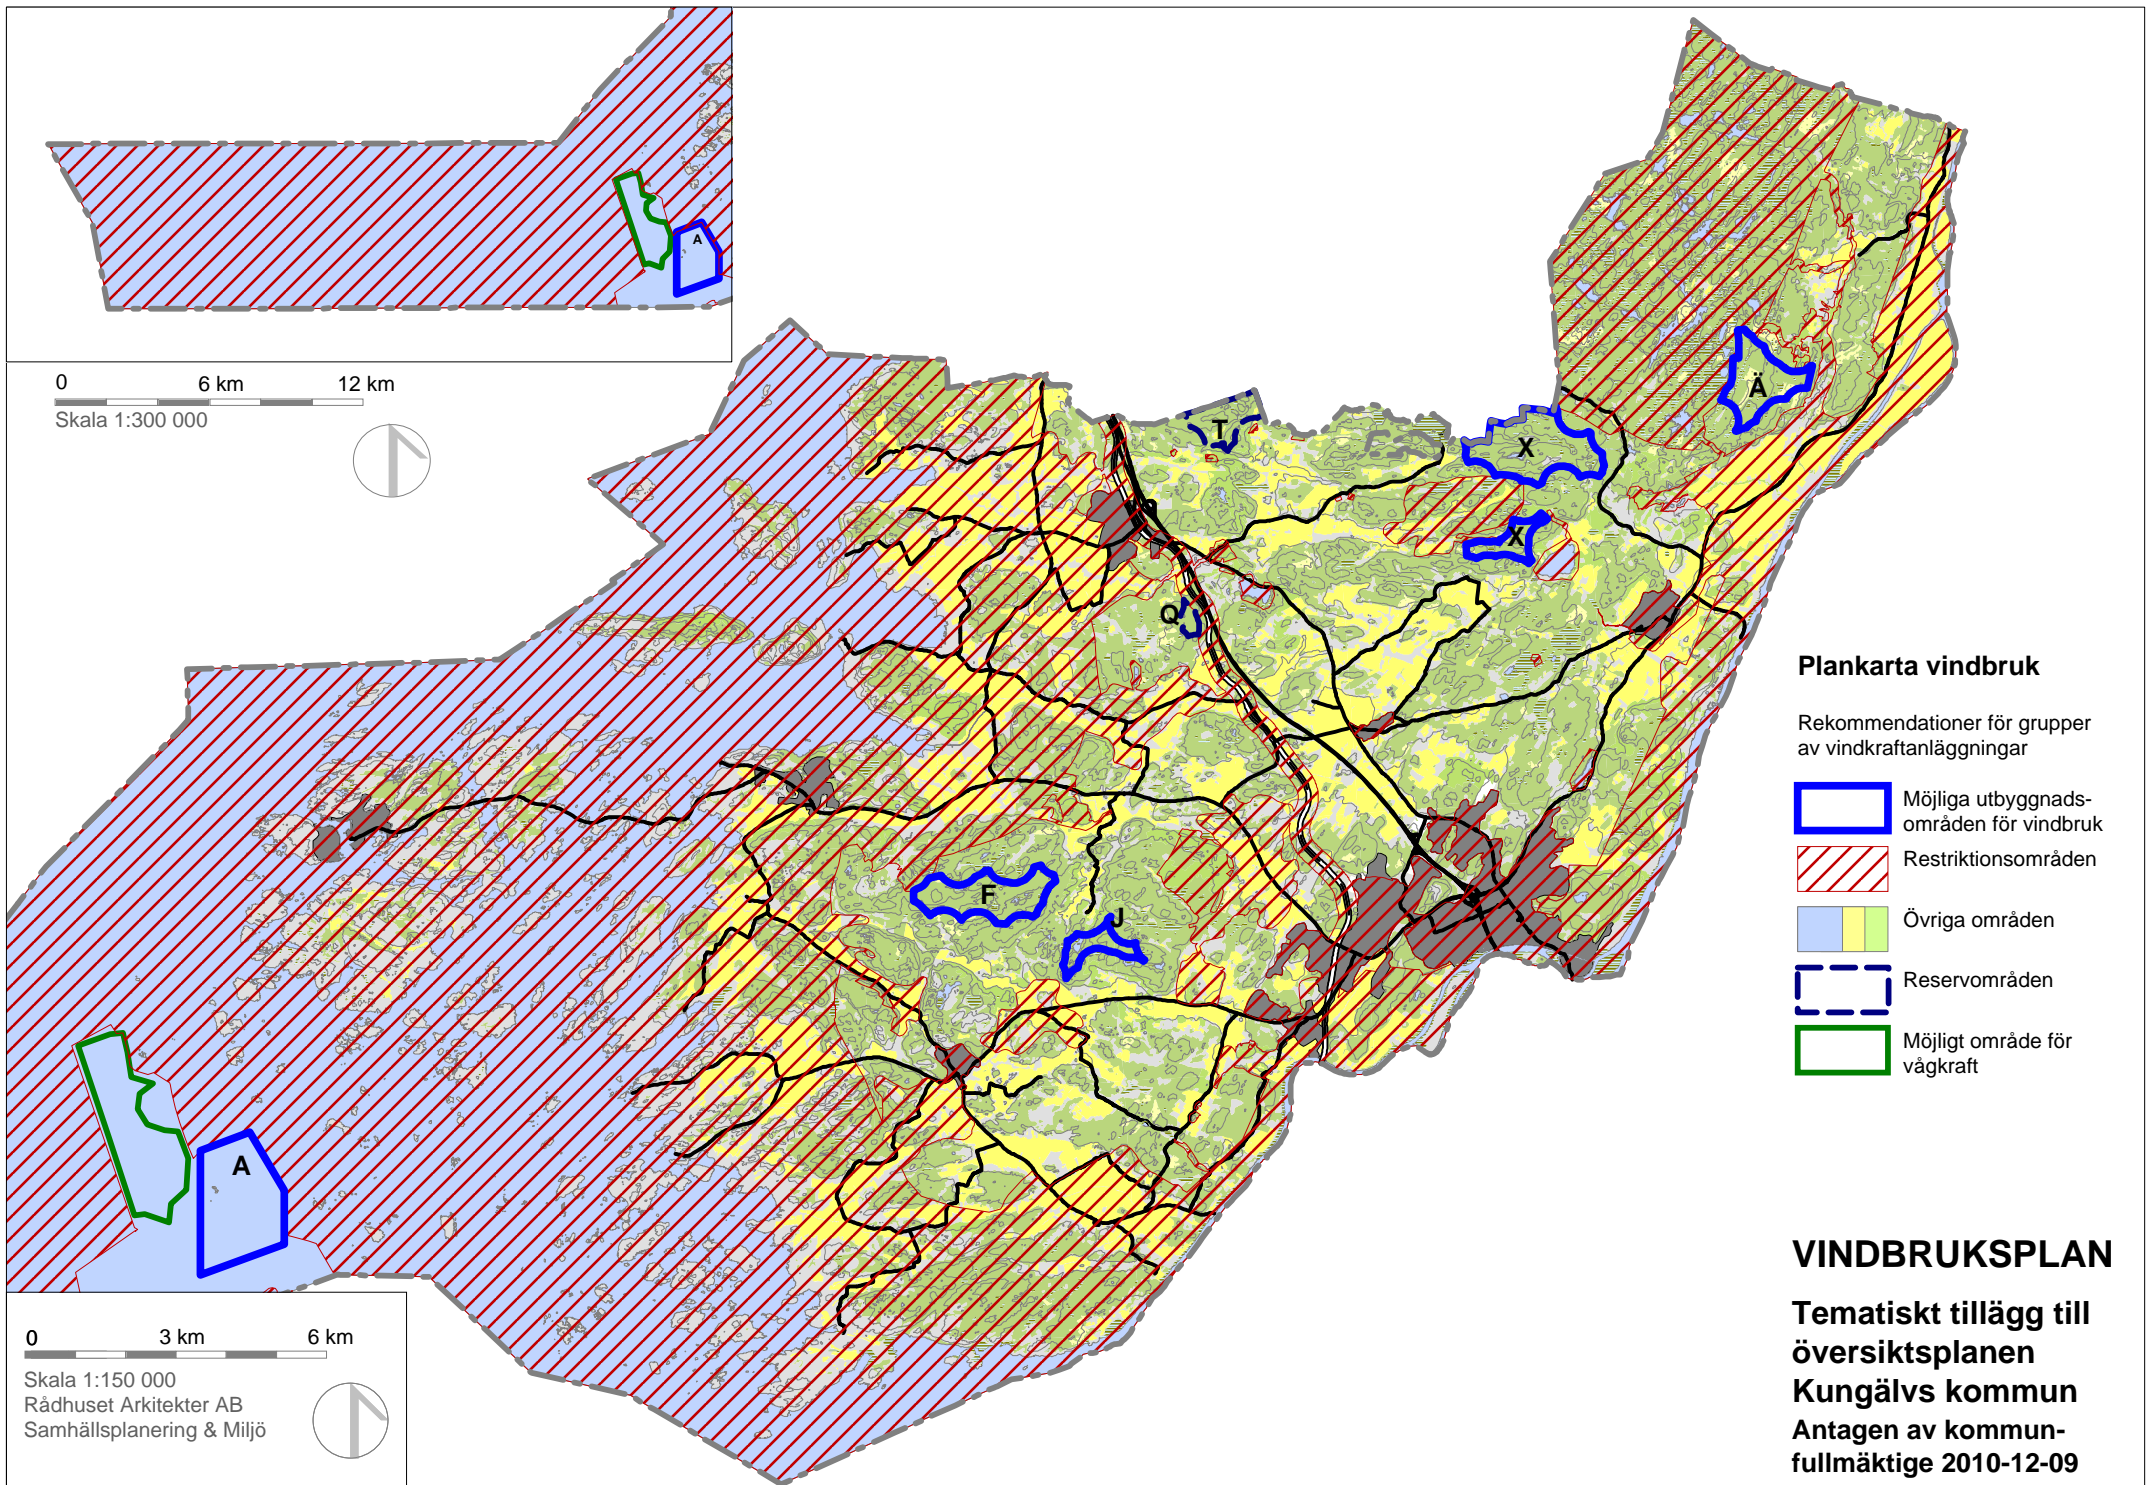 A
0 6 km 12 km
Skala 1:300 000
Ä
T
X
X
Q
F
J
A
Plankarta vindbruk
Rekommendationer för grupper
av vindkraftanläggningar
Möjliga utbyggnads-
områden för vindbruk
Restriktionsområden
Övriga områden
Reservområden
Möjligt område för
vågkraft
VINDBRUKSPLAN
Tematiskt tillägg till
översiktsplanen
Kungälvs kommun
Antagen av kommun-
fullmäktige 2010-12-09
0 3 km 6 km
Skala 1:150 000
Rådhuset Arkitekter AB
Samhällsplanering & Miljö